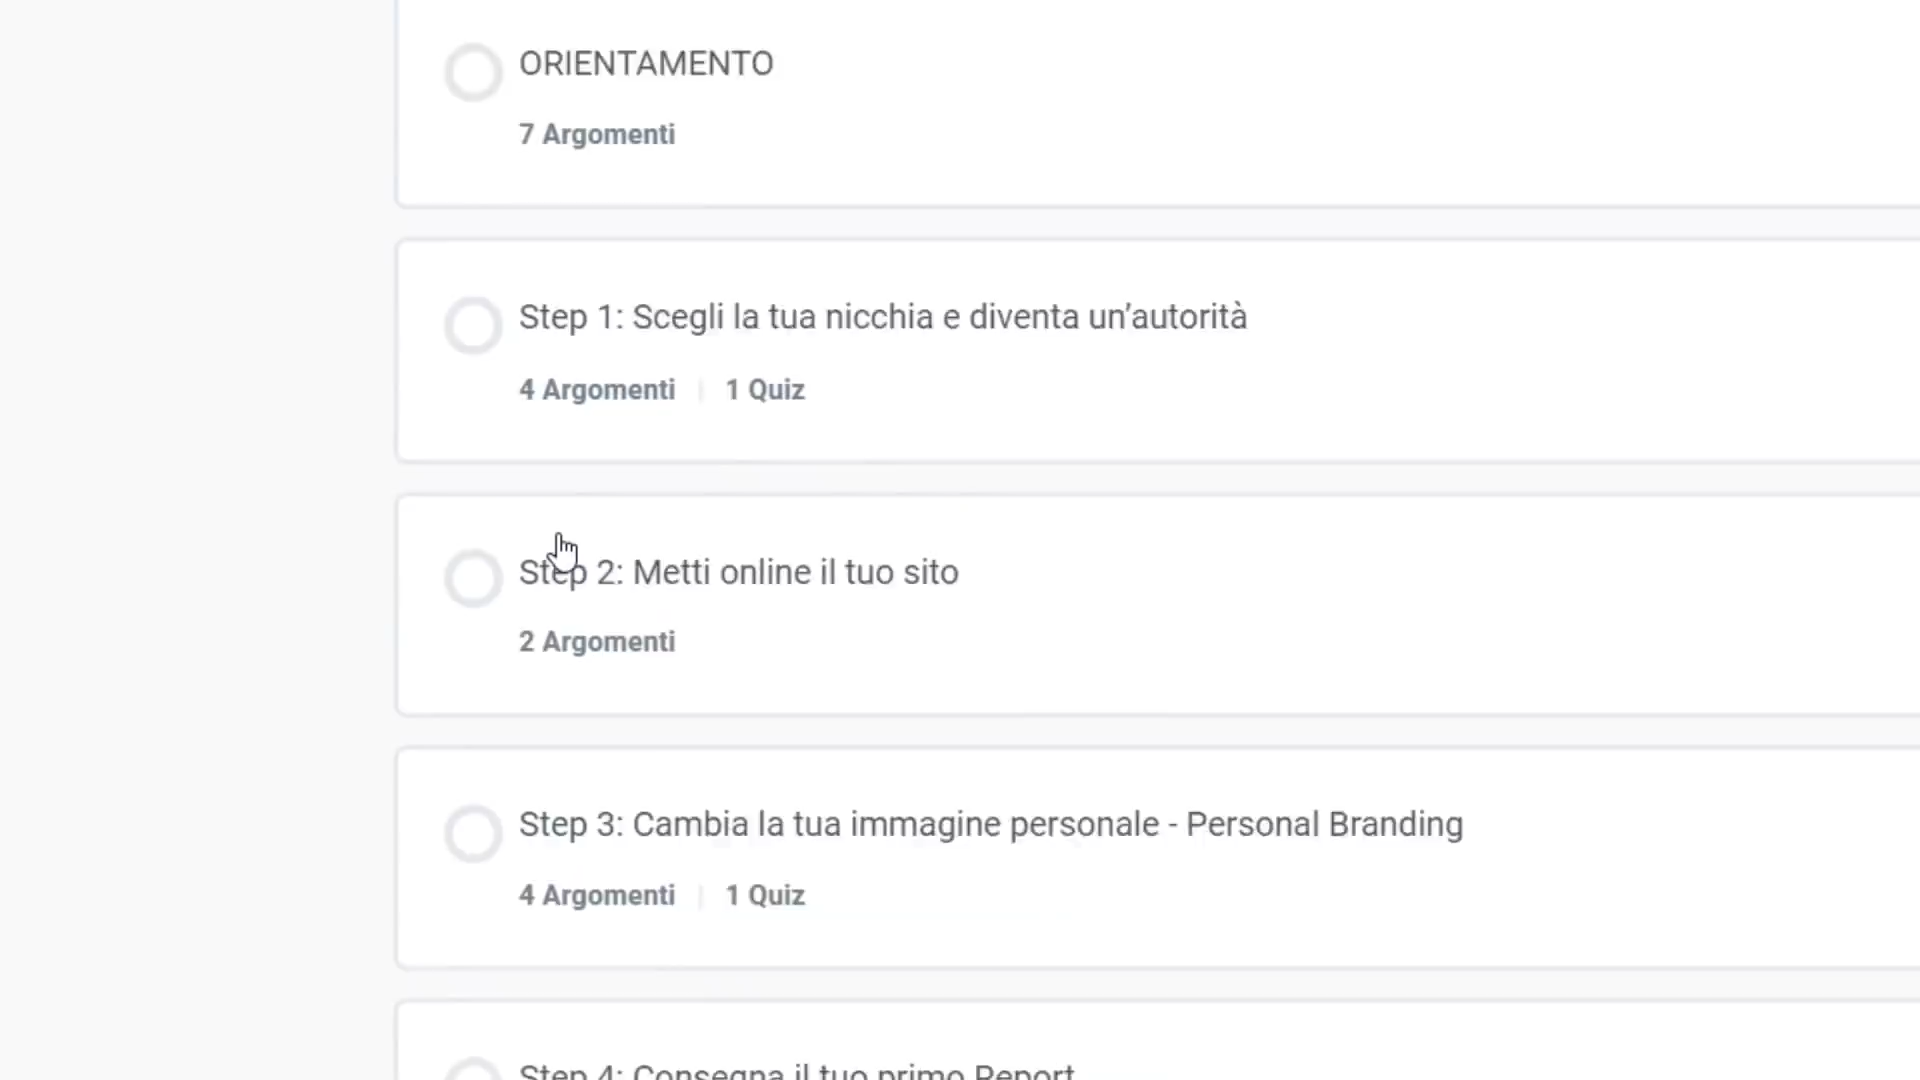 ORIENTAMENTO
7 Argomenti
Step 1: Scegli la tua nicchia e diventa un’autorità
4 Argomenti | 1 Quiz
Step 2: Metti online il tuo sito
2 Argomenti
Step 3: Cambia la tua immagine personale - Personal Branding
4 Argomenti | 1 Quiz
Step 4: Consegna il tuo primo Report